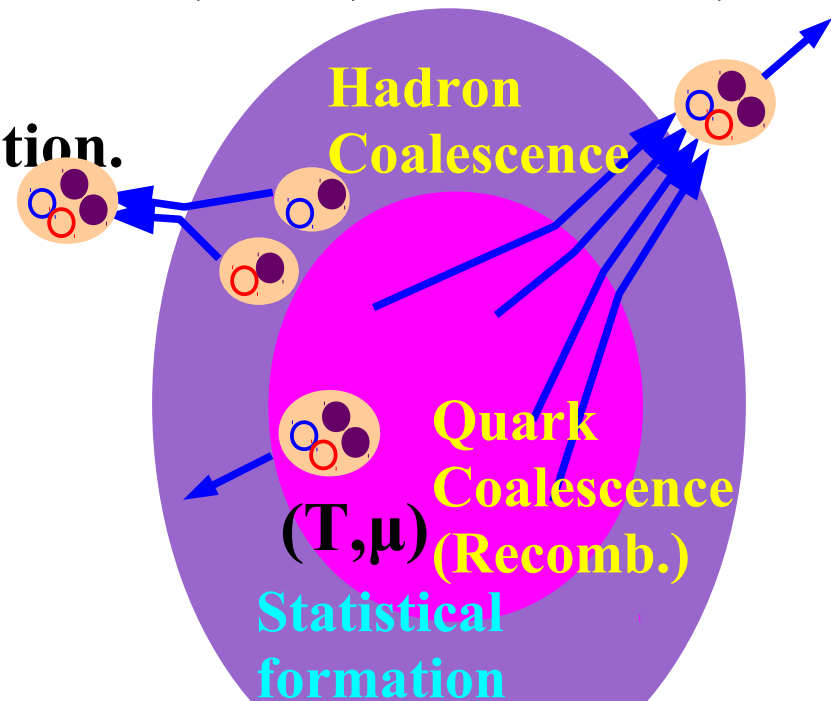 Hadron
Coalescence
tion.
Quark
Coalescence
(T,μ)
(Recomb.)
Statistical
formation